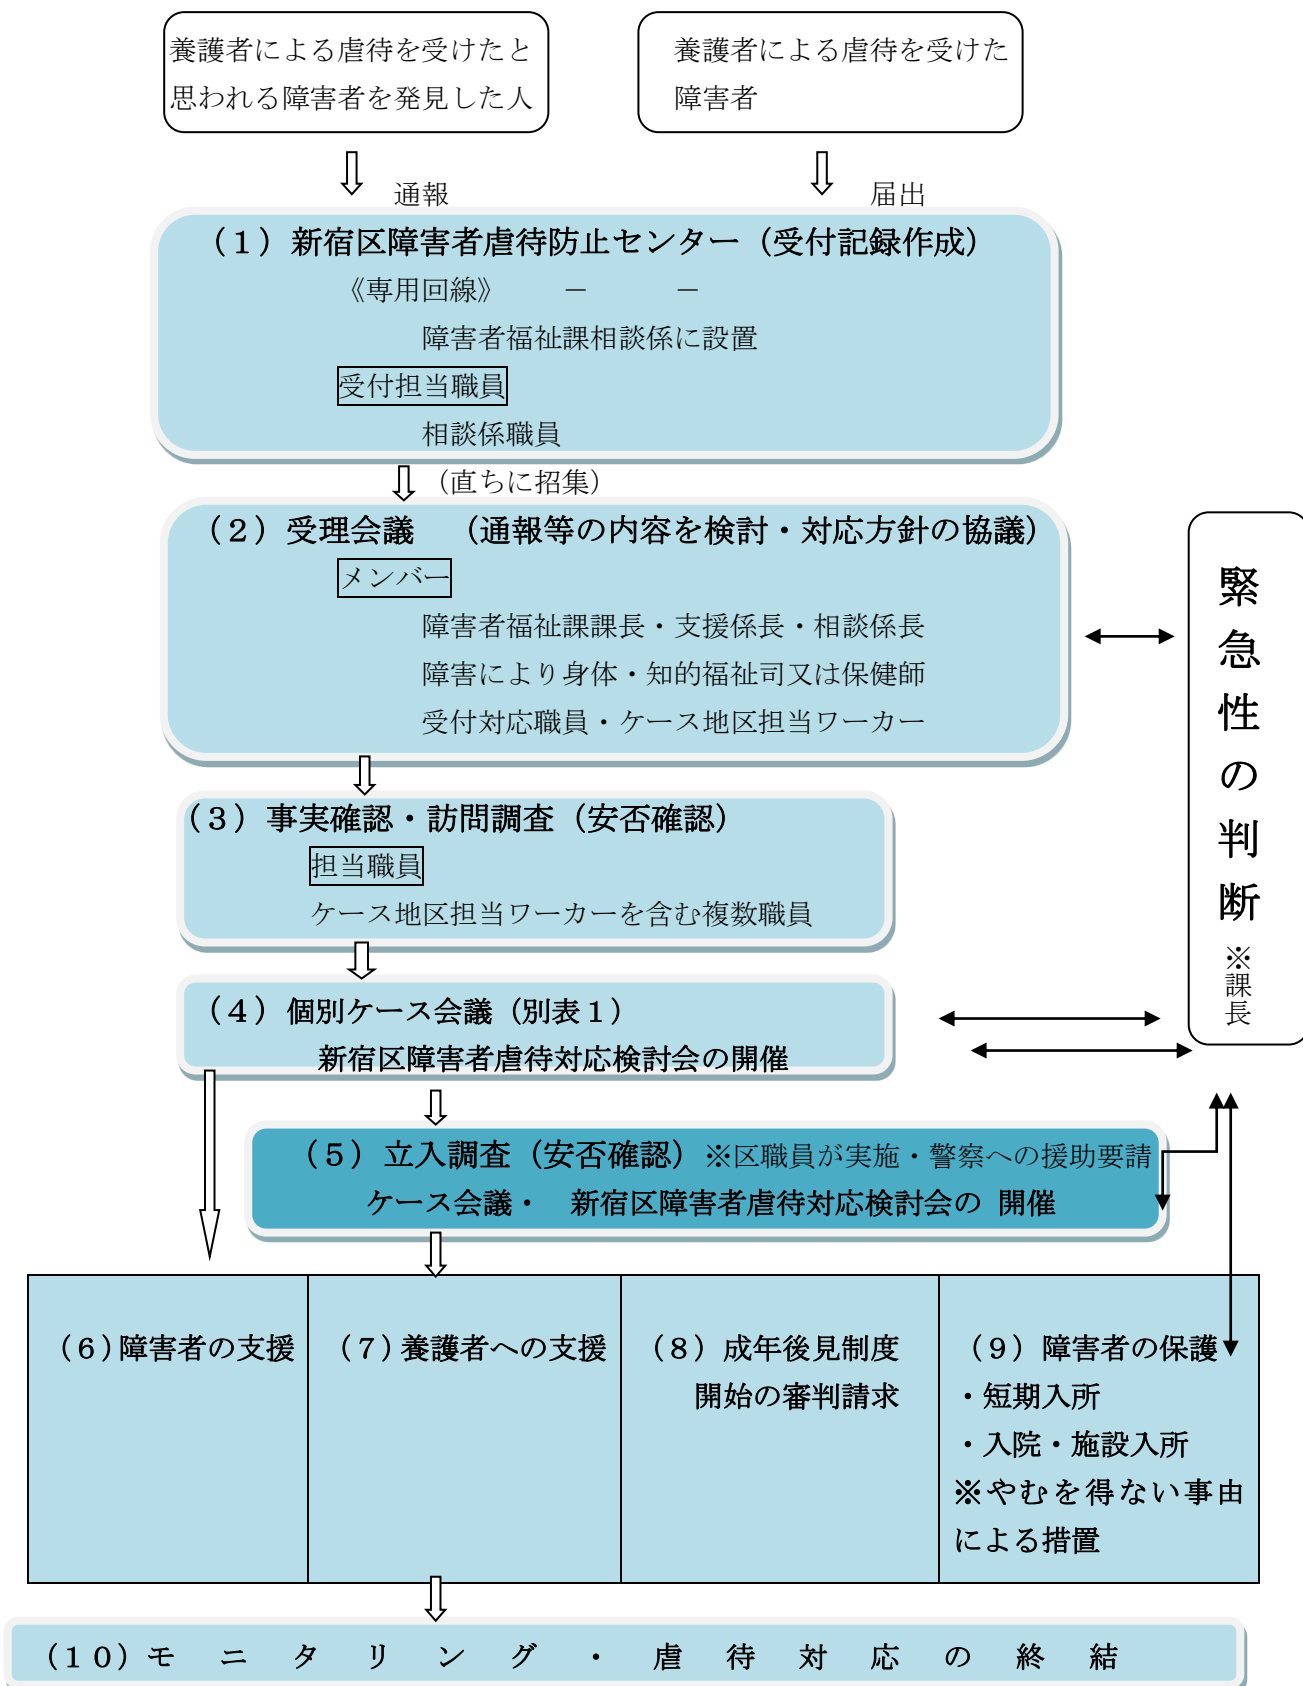 養護者による虐待を受けたと
思われる障害者を発見した人
養護者による虐待を受けた
障害者
通報
届出
（１）新宿区障害者虐待防止センター（受付記録作成）
《専用回線》　　－　　　－
障害者福祉課相談係に設置
受付担当職員
相談係職員
（直ちに招集）
（２）受理会議　（通報等の内容を検討・対応方針の協議）
メンバー
障害者福祉課課長・支援係長・相談係長
障害により身体・知的福祉司又は保健師
受付対応職員・ケース地区担当ワーカー
緊急性の判断
※課長
（３）事実確認・訪問調査（安否確認）
担当職員
ケース地区担当ワーカーを含む複数職員
（４）個別ケース会議（別表１）
新宿区障害者虐待対応検討会の開催
（５）立入調査（安否確認）※区職員が実施・警察への援助要請
ケース会議・　新宿区障害者虐待対応検討会の 開催
（６）障害者の支援
（７）養護者への支援
（８）成年後見制度
開始の審判請求
（９）障害者の保護
・短期入所
・入院・施設入所
※やむを得ない事由
による措置
（１０）モニタリング・虐待対応の終結